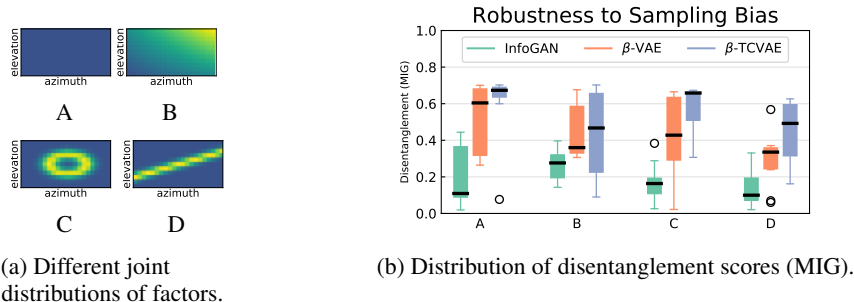 elevation
azimuth
A
elevation
azimuth
B
elevation
azimuth
C
elevation
azimuth
D
(a) Different joint
distributions of factors.
Robustness to Sampling Bias
InfoGAN β-VAE β-TCVAE
Disentanglement (MIG)
1.0
0.8
0.6
0.4
0.2
0.0
A B C D
(b) Distribution of disentanglement scores (MIG).